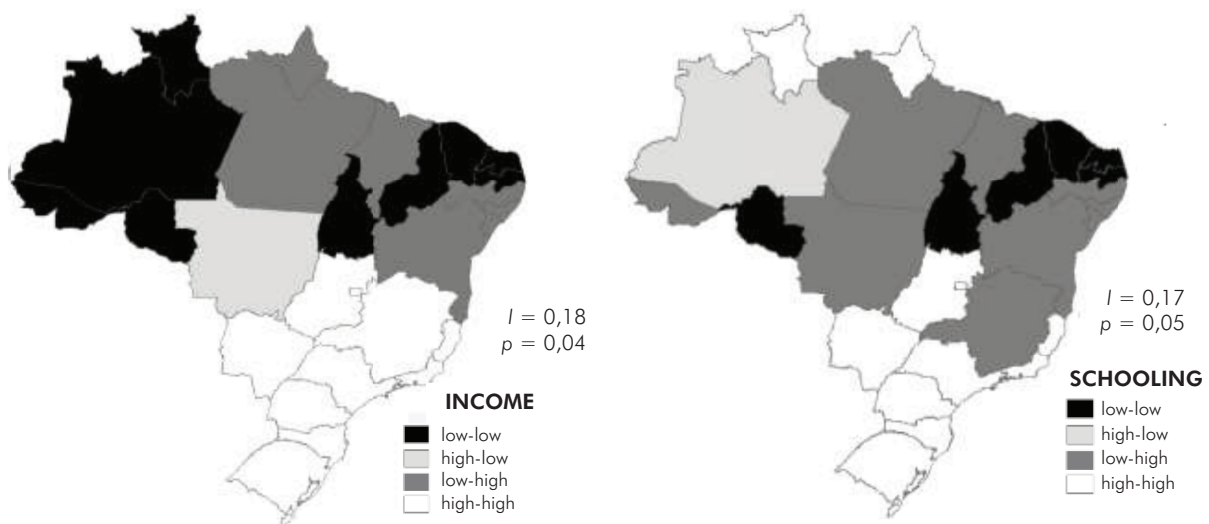 I = 0,18
p = 0,04
INCOME
low-low
high-low
low-high
high-high
I = 0,17
p = 0,05
SCHOOLING
low-low
high-low
low-high
high-high